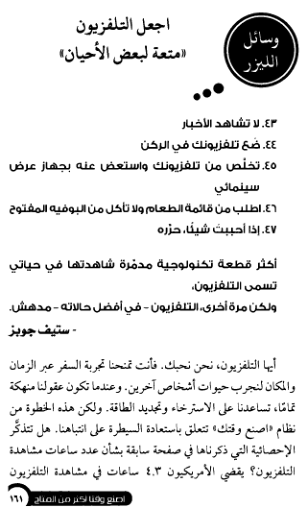 وسائل
الليزر
اجعل التلفزيون
«متعة لبعض الأحيان»
٤٣. لا تشاهد الأخبار
٤٤. ضَعْ تلفزيونك في الركن
٤٥. تخلَّص من تلفزيونك واستعض عنه بجهاز عرض
سينمائي
٤٦. اطلب من قائمة الطعام ولا تأكل من البوفيه المفتوح
٤٧. إذا أحببتَ شيئًا، حرّره
أكثر قطعة تكنولوجية مدمّرة شاهدتها في حياتي
تسمى التلفزيون،
ولكن مرة أخرى، التلفزيون - في أفضل حالاته - مدهش.
- ستيف جوبز
أيها التلفزيون، نحن نحبك. فأنت تمنحنا تجربة السفر عبر الزمان
والمكان لنجرب حيوات أشخاص آخرين. وعندما تكون عقولنا منهكة
تمامًا، تساعدنا على الاسترخاء وتجديد الطاقة. ولكن هذه الخطوة من
نظام «اصنع وقتك» تتعلق باستعادة السيطرة على انتباهنا. هل تتذكَّر
الإحصائية التي ذكرناها في صفحة سابقة بشأن عدد ساعات مشاهدة
التلفزيون؟ يقضي الأمريكيون ٤.٣ ساعات في مشاهدة التلفزيون
اصنع وقتًا أكثر من المتاح ١٦١